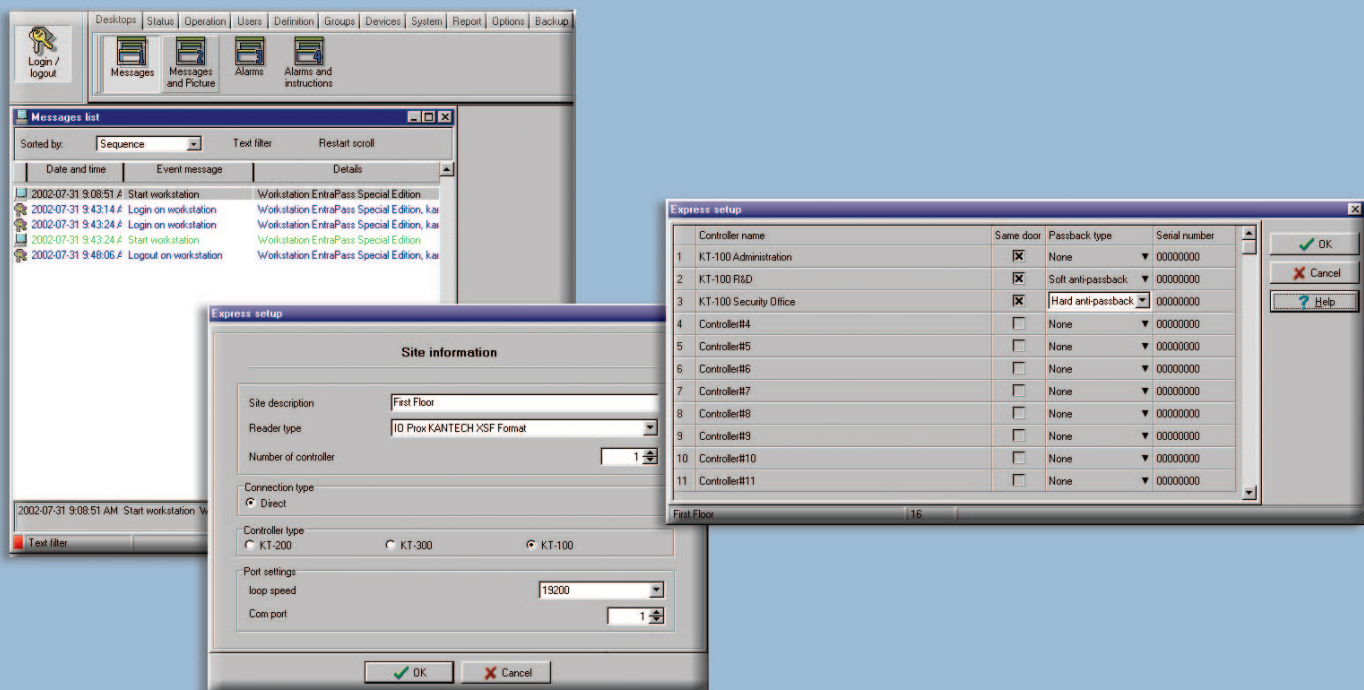 Desktops Status Operation Users Definition Groups Devices System Report Options Backup
Login /
logout
1 2 3 4
Messages Messages
and Picture Alarms Alarms and
instructions
Messages list
Sorted by: Sequence Text filter Restart scroll
Date and time Event message Details
2002-07-31 9:08:51 A Start workstation Workstation EntraPass Special Edition
2002-07-31 9:43:14 A Login on workstation Workstation EntraPass Special Edition, kan
2002-07-31 9:43:24 A Login on workstation Workstation EntraPass Special Edition, kan
2002-07-31 9:43:24 A Start workstation Workstation EntraPass Special Edition
2002-07-31 9:48:06 A Logout on workstation Workstation EntraPass Special Edition, kan
2002-07-31 9:08:51 AM Start workstation W
Text filter
Express setup
Site information
Site description First Floor
Reader type IO Prox KANTECH XSF Format
Number of controller 1
Connection type
Direct
Controller type
KT-200 KT-300 KT-100
Port settings
loop speed 19200
Com port 1
OK Cancel
Express setup
Controller name Same door Passback type Serial number
1 KT-100 Administration None 00000000
2 KT-100 R&D Soft anti-passback 00000000
3 KT-100 Security Office Hard anti-passback 00000000
4 Controller#4 None 00000000
5 Controller#5 None 00000000
6 Controller#6 None 00000000
7 Controller#7 None 00000000
8 Controller#8 None 00000000
9 Controller#9 None 00000000
10 Controller#10 None 00000000
11 Controller#11 None 00000000
First Floor 16
OK
Cancel
? Help